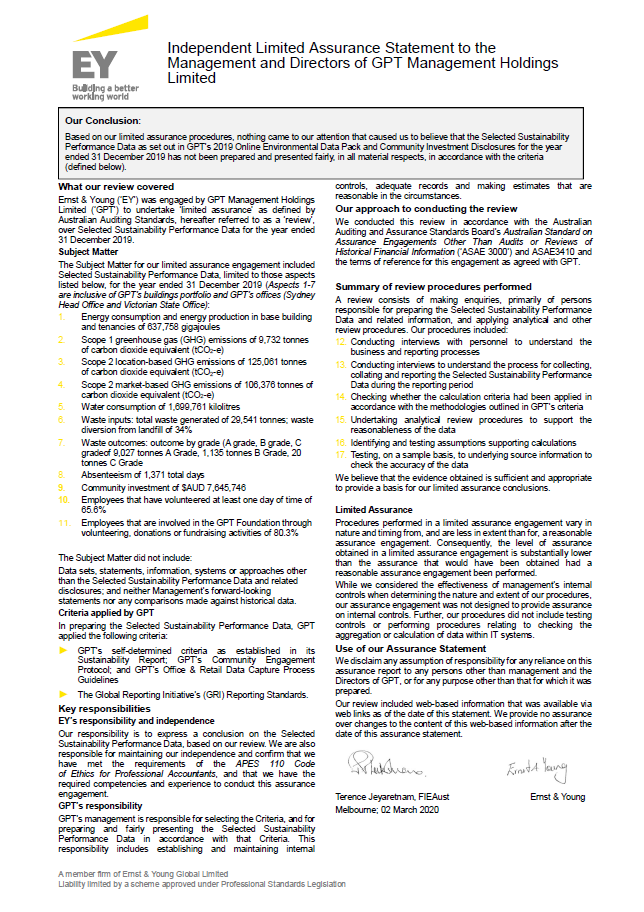 EY
Building a better
working world
Independent Limited Assurance Statement to the
Management and Directors of GPT Management Holdings
Limited
Our Conclusion:
Based on our limited assurance procedures, nothing came to our attention that caused us to believe that the Selected Sustainability
Performance Data as set out in GPT's 2019 Online Environmental Data Pack and Community Investment Disclosures for the year
ended 31 December 2019 has not been prepared and presented fairly, in all material respects, in accordance with the criteria
(defined below).
What our review covered
Ernst & Young ('EY') was engaged by GPT Management Holdings
Limited ('GPT') to undertake 'limited assurance' as defined by
Australian Auditing Standards, hereafter referred to as a 'review',
over Selected Sustainability Performance Data for the year ended
31 December 2019.
Subject Matter
The Subject Matter for our limited assurance engagement included
Selected Sustainability Performance Data, limited to those aspects
listed below, for the year ended 31 December 2019 (Aspects 1-7
are inclusive of GPT's buildings portfolio and GPT's offices (Sydney
Head Office and Victorian State Office):
1. Energy consumption and energy production in base building
and tenancies of 637,758 gigajoules
2. Scope 1 greenhouse gas (GHG) emissions of 9,732 tonnes
of carbon dioxide equivalent (tCO₂-e)
3. Scope 2 location-based GHG emissions of 125,061 tonnes
of carbon dioxide equivalent (tCO₂-e)
4. Scope 2 market-based GHG emissions of 106,376 tonnes of
carbon dioxide equivalent (tCO₂-e)
5. Water consumption of 1,699,761 kilolitres
6. Waste inputs: total waste generated of 29,541 tonnes; waste
diversion from landfill of 34%
7. Waste outcomes: outcome by grade (A grade, B grade, C
gradeof 9,027 tonnes A Grade, 1,135 tonnes B Grade, 20
tonnes C Grade
8. Absenteeism of 1,371 total days
9. Community investment of $AUD 7,645,746
10. Employees that have volunteered at least one day of time of
65.6%
11. Employees that are involved in the GPT Foundation through
volunteering, donations or fundraising activities of 80.3%
The Subject Matter did not include:
Data sets, statements, information, systems or approaches other
than the Selected Sustainability Performance Data and related
disclosures; and neither Management's forward-looking
statements nor any comparisons made against historical data.
Criteria applied by GPT
In preparing the Selected Sustainability Performance Data, GPT
applied the following criteria:
► GPT's self-determined criteria as established in its
Sustainability Report; GPT's Community Engagement
Protocol; and GPT's Office & Retail Data Capture Process
Guidelines
► The Global Reporting Initiative's (GRI) Reporting Standards.
Key responsibilities
EY's responsibility and independence
Our responsibility is to express a conclusion on the Selected
Sustainability Performance Data, based on our review. We are also
responsible for maintaining our independence and confirm that we
have met the requirements of the APES 110 Code
of Ethics for Professional Accountants, and that we have the
required competencies and experience to conduct this assurance
engagement.
GPT's responsibility
GPT's management is responsible for selecting the Criteria, and for
preparing and fairly presenting the Selected Sustainability
Performance Data in accordance with that Criteria. This
responsibility includes establishing and maintaining internal
controls, adequate records and making estimates that are
reasonable in the circumstances.
Our approach to conducting the review
We conducted this review in accordance with the Australian
Auditing and Assurance Standards Board's Australian Standard on
Assurance Engagements Other Than Audits or Reviews of
Historical Financial Information ('ASAE 3000') and ASAE3410 and
the terms of reference for this engagement as agreed with GPT.
Summary of review procedures performed
A review consists of making enquiries, primarily of persons
responsible for preparing the Selected Sustainability Performance
Data and related information, and applying analytical and other
review procedures. Our procedures included:
12. Conducting interviews with personnel to understand the
business and reporting processes
13. Conducting interviews to understand the process for collecting,
collating and reporting the Selected Sustainability Performance
Data during the reporting period
14. Checking whether the calculation criteria had been applied in
accordance with the methodologies outlined in GPT's criteria
15. Undertaking analytical review procedures to support the
reasonableness of the data
16. Identifying and testing assumptions supporting calculations
17. Testing, on a sample basis, to underlying source information to
check the accuracy of the data
We believe that the evidence obtained is sufficient and appropriate
to provide a basis for our limited assurance conclusions.
Limited Assurance
Procedures performed in a limited assurance engagement vary in
nature and timing from, and are less in extent than for, a reasonable
assurance engagement. Consequently, the level of assurance
obtained in a limited assurance engagement is substantially lower
than the assurance that would have been obtained had a
reasonable assurance engagement been performed.
While we considered the effectiveness of management's internal
controls when determining the nature and extent of our procedures,
our assurance engagement was not designed to provide assurance
on internal controls. Further, our procedures did not include testing
controls or performing procedures relating to checking the
aggregation or calculation of data within IT systems.
Use of our Assurance Statement
We disclaim any assumption of responsibility for any reliance on this
assurance report to any persons other than management and the
Directors of GPT, or for any purpose other than that for which it was
prepared.
Our review included web-based information that was available via
web links as of the date of this statement. We provide no assurance
over changes to the content of this web-based information after the
date of this assurance statement.
Ernst & Young
Terence Jeyaretnam, FIEAust Ernst & Young
Melbourne; 02 March 2020
A member firm of Ernst & Young Global Limited
Liability limited by a scheme approved under Professional Standards Legislation